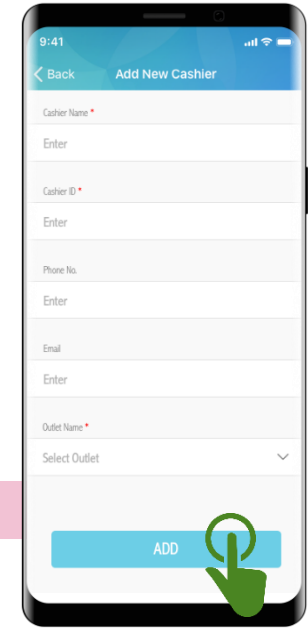 9:41
Back Add New Cashier
Cashier Name *
Enter
Cashier ID *
Enter
Phone No.
Enter
Email
Enter
Outlet Name *
Select Outlet
ADD